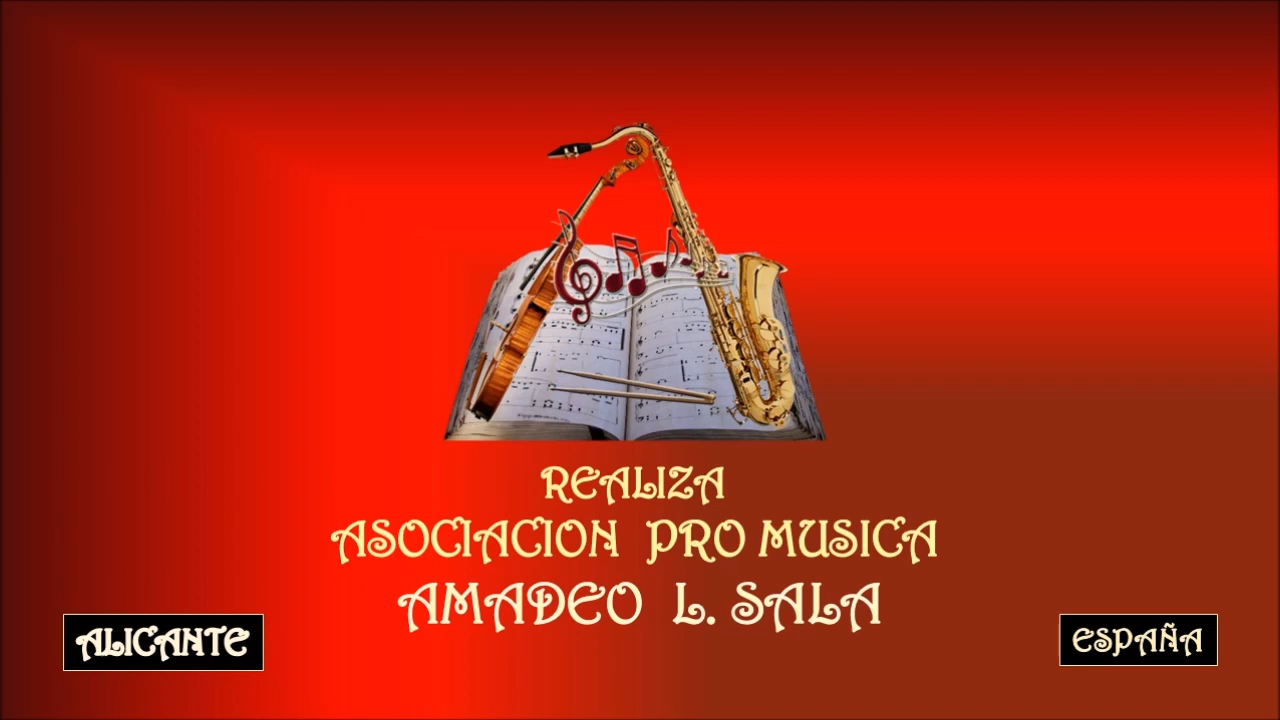 REALIZA
ASOCIACION PRO MUSICA
AMADEO L. SALA
ALICANTE
ESPAÑA